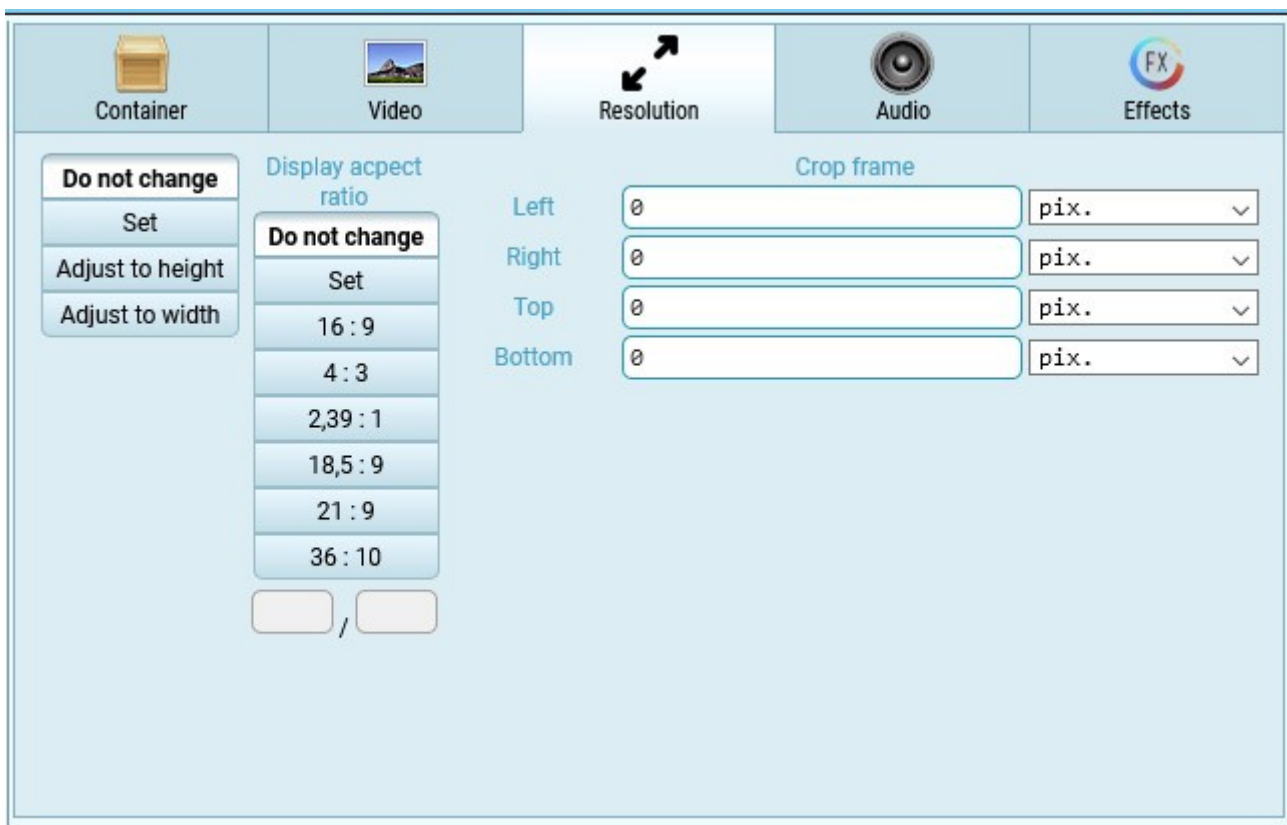 Container
Video
Resolution
Audio
FX
Effects
Do not change
Set
Adjust to height
Adjust to width
Display acpect
ratio
Do not change
Set
16 : 9
4 : 3
2,39 : 1
18,5 : 9
21 : 9
36 : 10
/
Crop frame
Left 0 pix.
Right 0 pix.
Top 0 pix.
Bottom 0 pix.